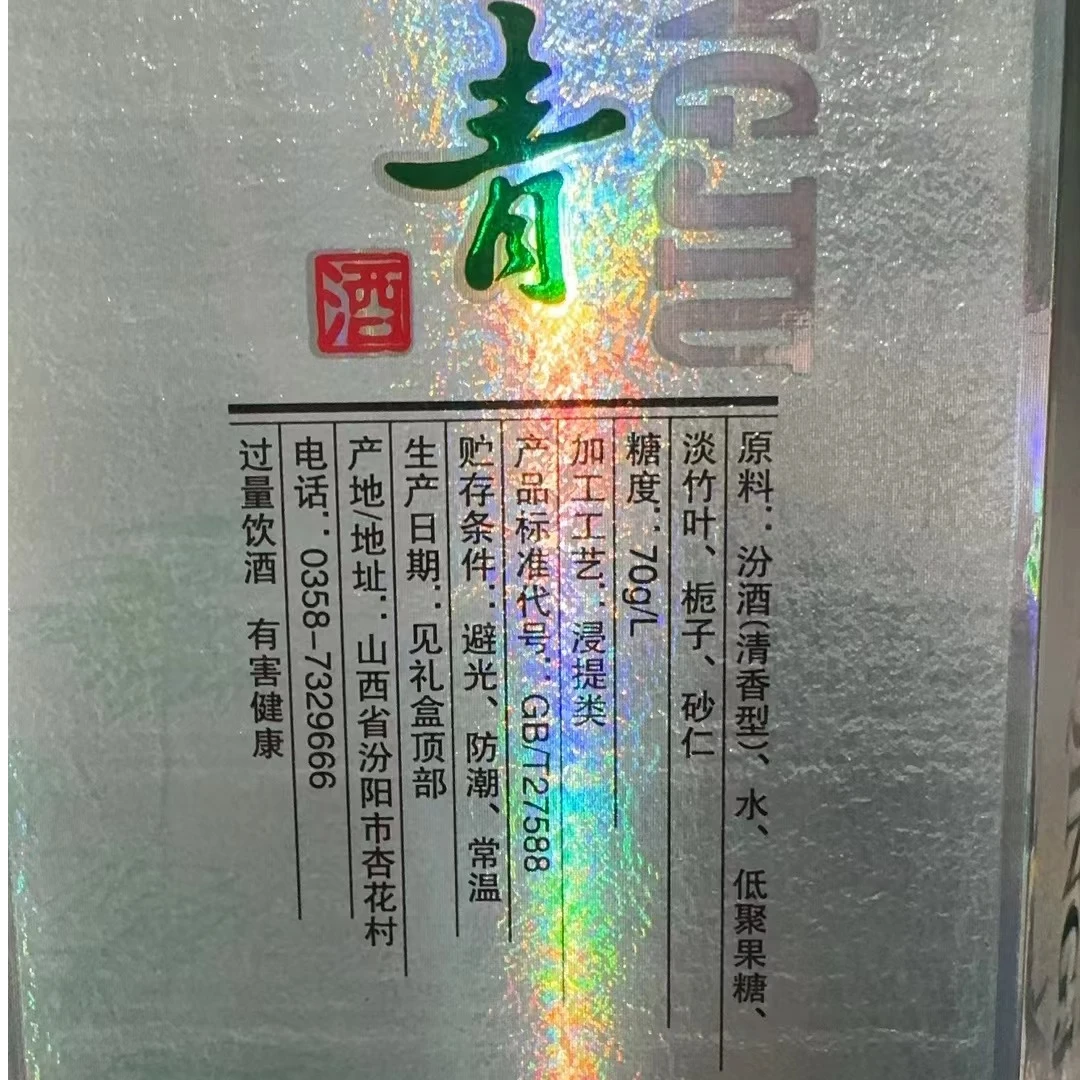 青
酒
NGJIU
原料：汾酒(清香型)、水、低聚果糖、
淡竹叶、栀子、砂仁
糖度：70g/L
加工工艺：浸提类
产品标准代号：GB/T27588
贮存条件：避光、防潮、常温
生产日期：见礼盒顶部
产地/地址：山西省汾阳市杏花村
电话：0358-7329666
过量饮酒 有害健康